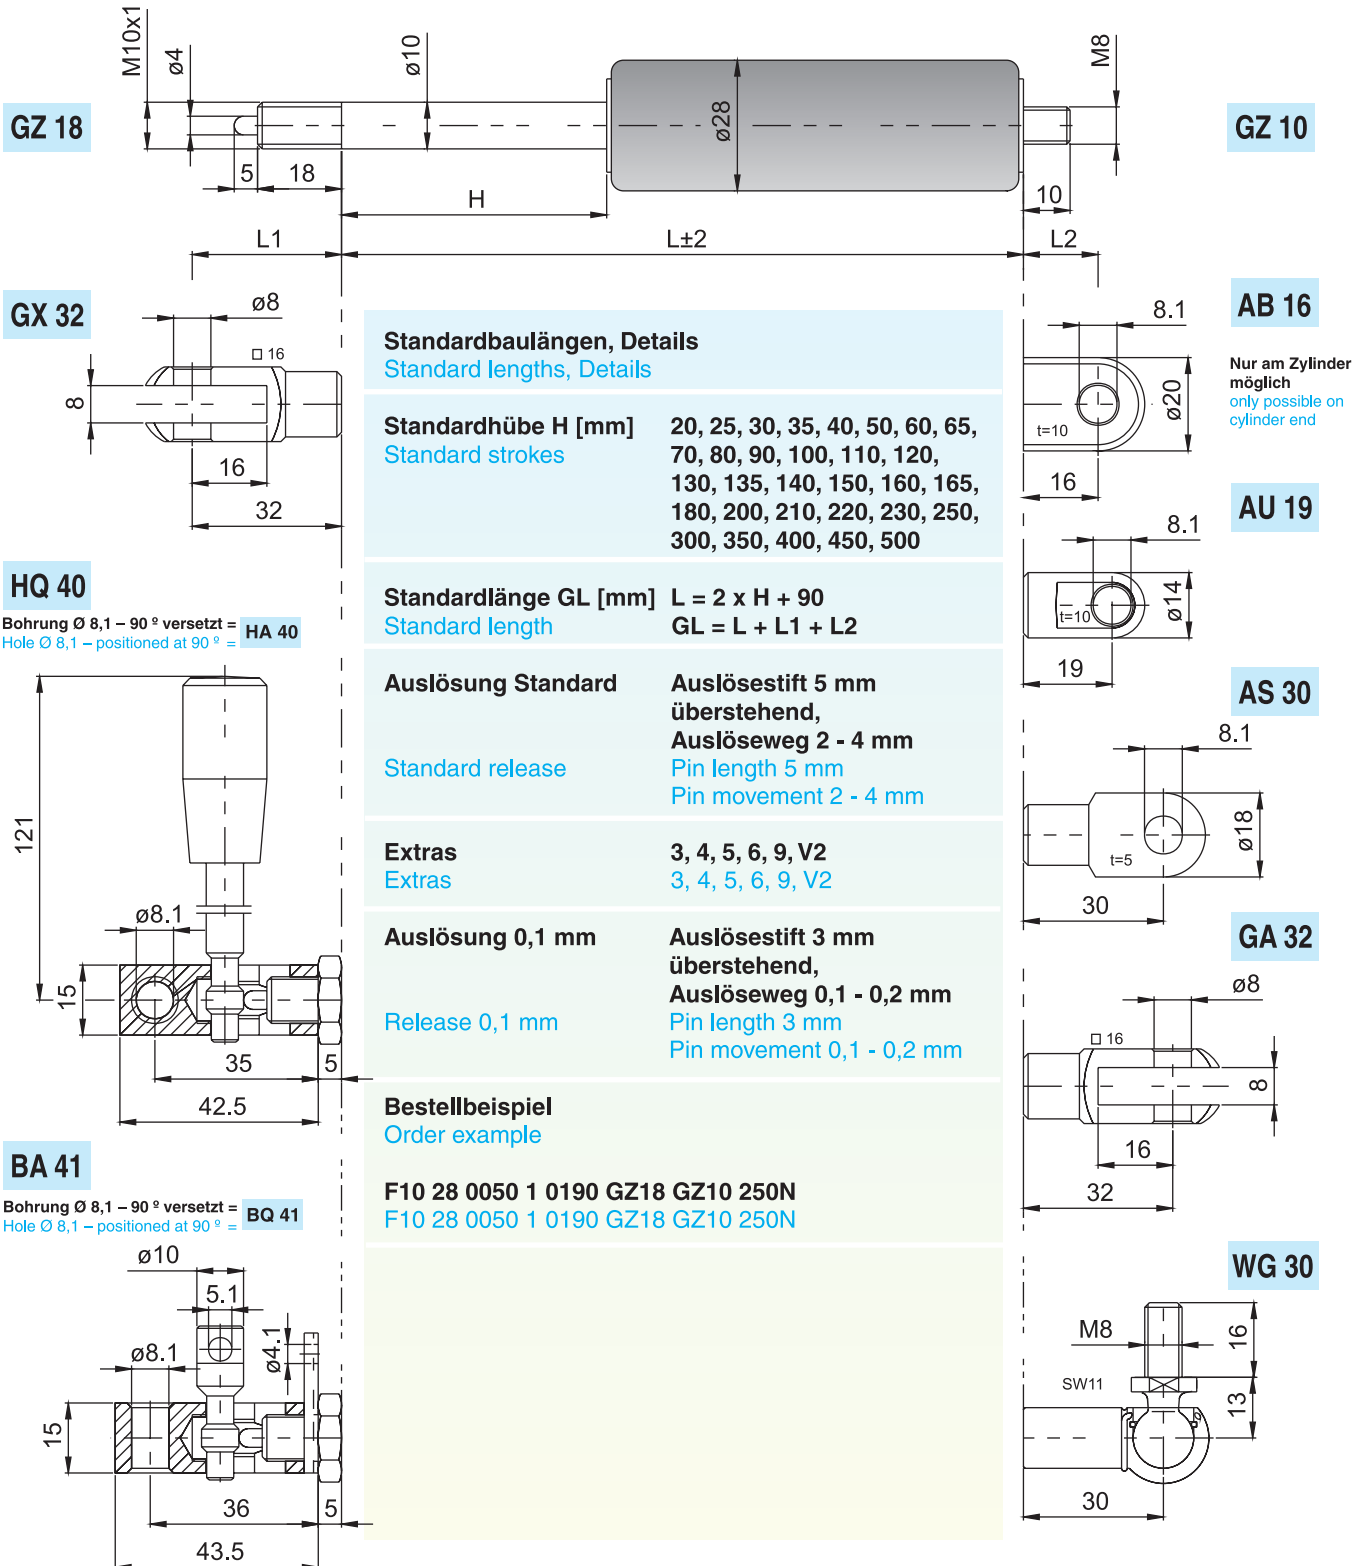 M10x1
ø4
ø10
ø28
M8
GZ 18
GZ 10
5
18
H
10
L1
L±2
L2
GX 32
ø8
□ 16
8
16
32
HQ 40
Bohrung Ø 8,1 – 90 º versetzt =
Hole Ø 8,1 – positioned at 90 º =
HA 40
121
ø8.1
15
35
5
42.5
BA 41
Bohrung Ø 8,1 – 90 º versetzt =
Hole Ø 8,1 – positioned at 90 º =
BQ 41
ø10
5.1
ø8.1
ø4.1
15
36
5
43.5
Standardbaulängen, Details
Standard lengths, Details
Standardhübe H [mm] 20, 25, 30, 35, 40, 50, 60, 65,
Standard strokes 70, 80, 90, 100, 110, 120,
130, 135, 140, 150, 160, 165,
180, 200, 210, 220, 230, 250,
300, 350, 400, 450, 500
Standardlänge GL [mm] L = 2 x H + 90
Standard length GL = L + L1 + L2
Auslösung Standard Auslösestift 5 mm
überstehend,
Auslöseweg 2 - 4 mm
Standard release Pin length 5 mm
Pin movement 2 - 4 mm
Extras 3, 4, 5, 6, 9, V2
Extras 3, 4, 5, 6, 9, V2
Auslösung 0,1 mm Auslösestift 3 mm
überstehend,
Auslöseweg 0,1 - 0,2 mm
Release 0,1 mm Pin length 3 mm
Pin movement 0,1 - 0,2 mm
Bestellbeispiel
Order example
F10 28 0050 1 0190 GZ18 GZ10 250N
F10 28 0050 1 0190 GZ18 GZ10 250N
AB 16
Nur am Zylinder
möglich
only possible on
cylinder end
8.1
ø20
t=10
16
AU 19
8.1
ø14
t=10
19
AS 30
8.1
ø18
t=5
30
GA 32
ø8
□ 16
8
16
32
WG 30
M8
16
SW11
13
30